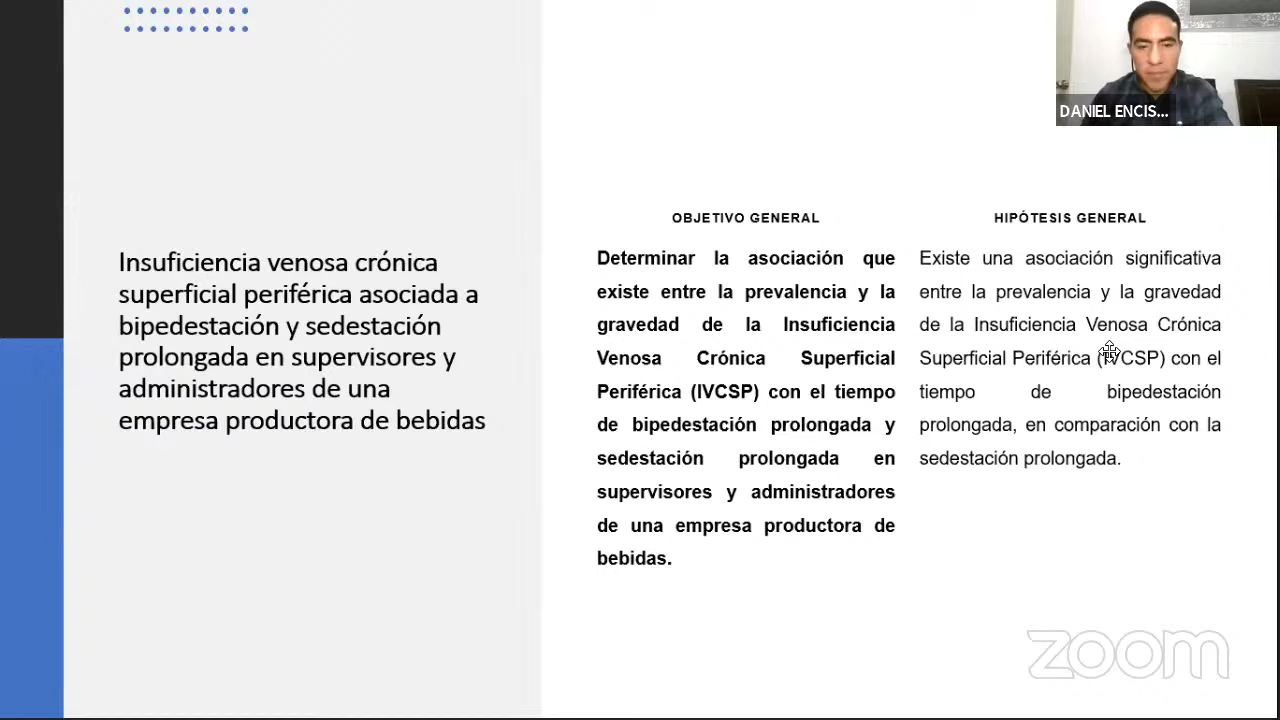 DANIEL ENCIS...
Insuficiencia venosa crónica
superficial periférica asociada a
bipedestación y sedestación
prolongada en supervisores y
administradores de una
empresa productora de bebidas
OBJETIVO GENERAL
Determinar la asociación que
existe entre la prevalencia y la
gravedad de la Insuficiencia
Venosa Crónica Superficial
Periférica (IVCSP) con el tiempo
de bipedestación prolongada y
sedestación prolongada en
supervisores y administradores
de una empresa productora de
bebidas.
HIPÓTESIS GENERAL
Existe una asociación significativa
entre la prevalencia y la gravedad
de la Insuficiencia Venosa Crónica
Superficial Periférica (IVCSP) con el
tiempo de bipedestación
prolongada, en comparación con la
sedestación prolongada.
zoom